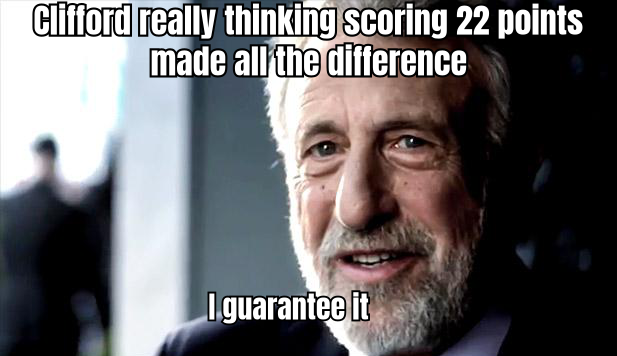 Clifford really thinking scoring 22 points
made all the difference
I guarantee it